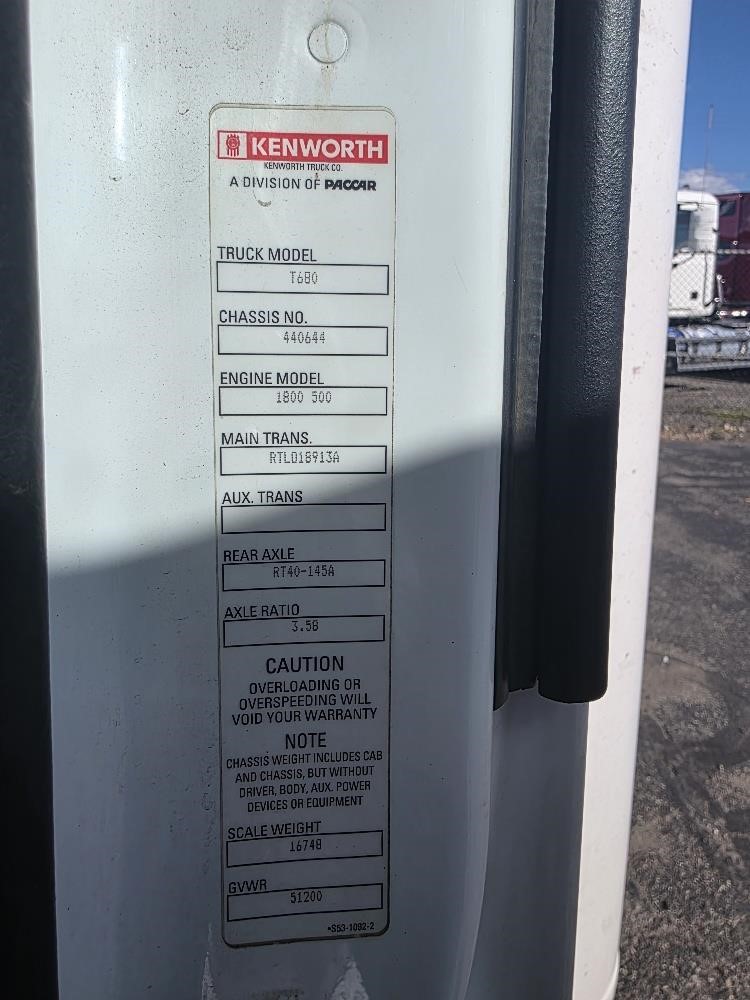 KENWORTH
KENWORTH TRUCK CO.
A DIVISION OF PACCAR
TRUCK MODEL
T680
CHASSIS NO.
440644
ENGINE MODEL
1800 500
MAIN TRANS.
RTLO18913A
AUX. TRANS
REAR AXLE
RT40-145A
AXLE RATIO
3.58
CAUTION
OVERLOADING OR
OVERSPEEDING WILL
VOID YOUR WARRANTY
NOTE
CHASSIS WEIGHT INCLUDES CAB
AND CHASSIS, BUT WITHOUT
DRIVER, BODY, AUX. POWER
DEVICES OR EQUIPMENT
SCALE WEIGHT
16748
GVWR
51200
•S53-1092-2